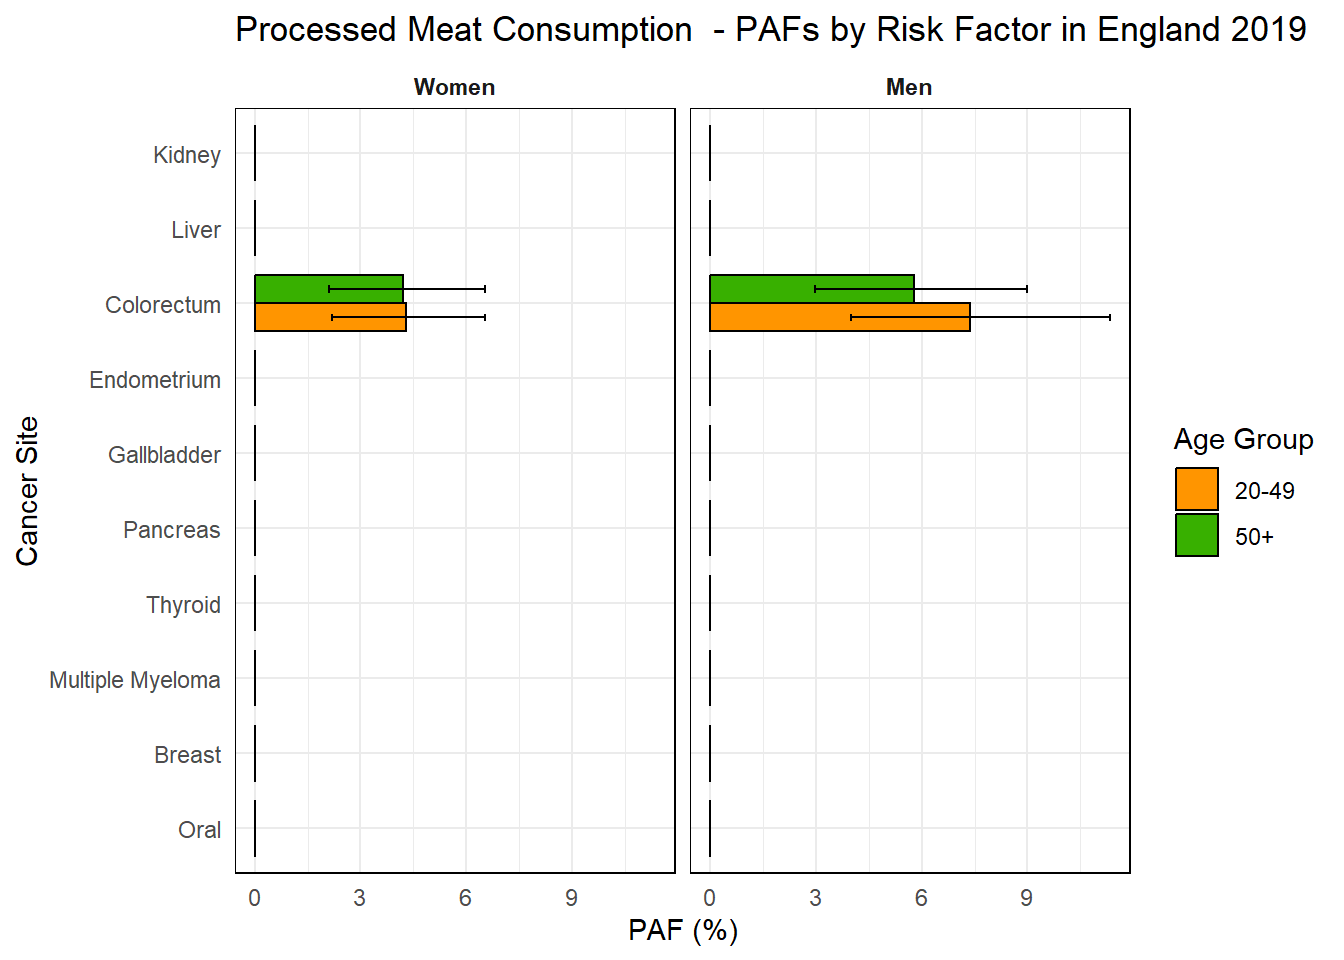 Processed Meat Consumption  - PAFs by Risk Factor in England 2019
Women
Men
Kidney
Liver
Colorectum
Endometrium
Gallbladder
Pancreas
Thyroid
Multiple Myeloma
Breast
Oral
Cancer Site
0 3 6 9
0 3 6 9
PAF (%)
Age Group
20-49
50+